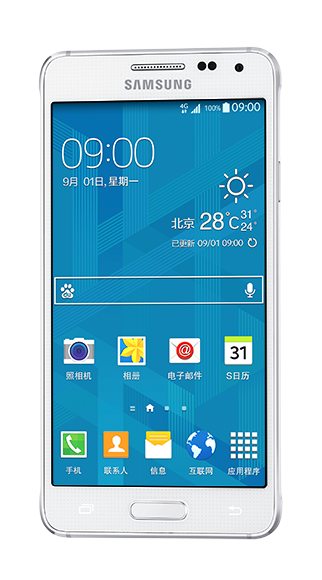 SAMSUNG
4G 100% 09:00
09:00
9月 01日, 星期一
北京 28°C 31° 24°
已更新 09/01 09:00
照相机 相册 电子邮件 31 S日历
手机 联系人 信息 互联网 应用程序